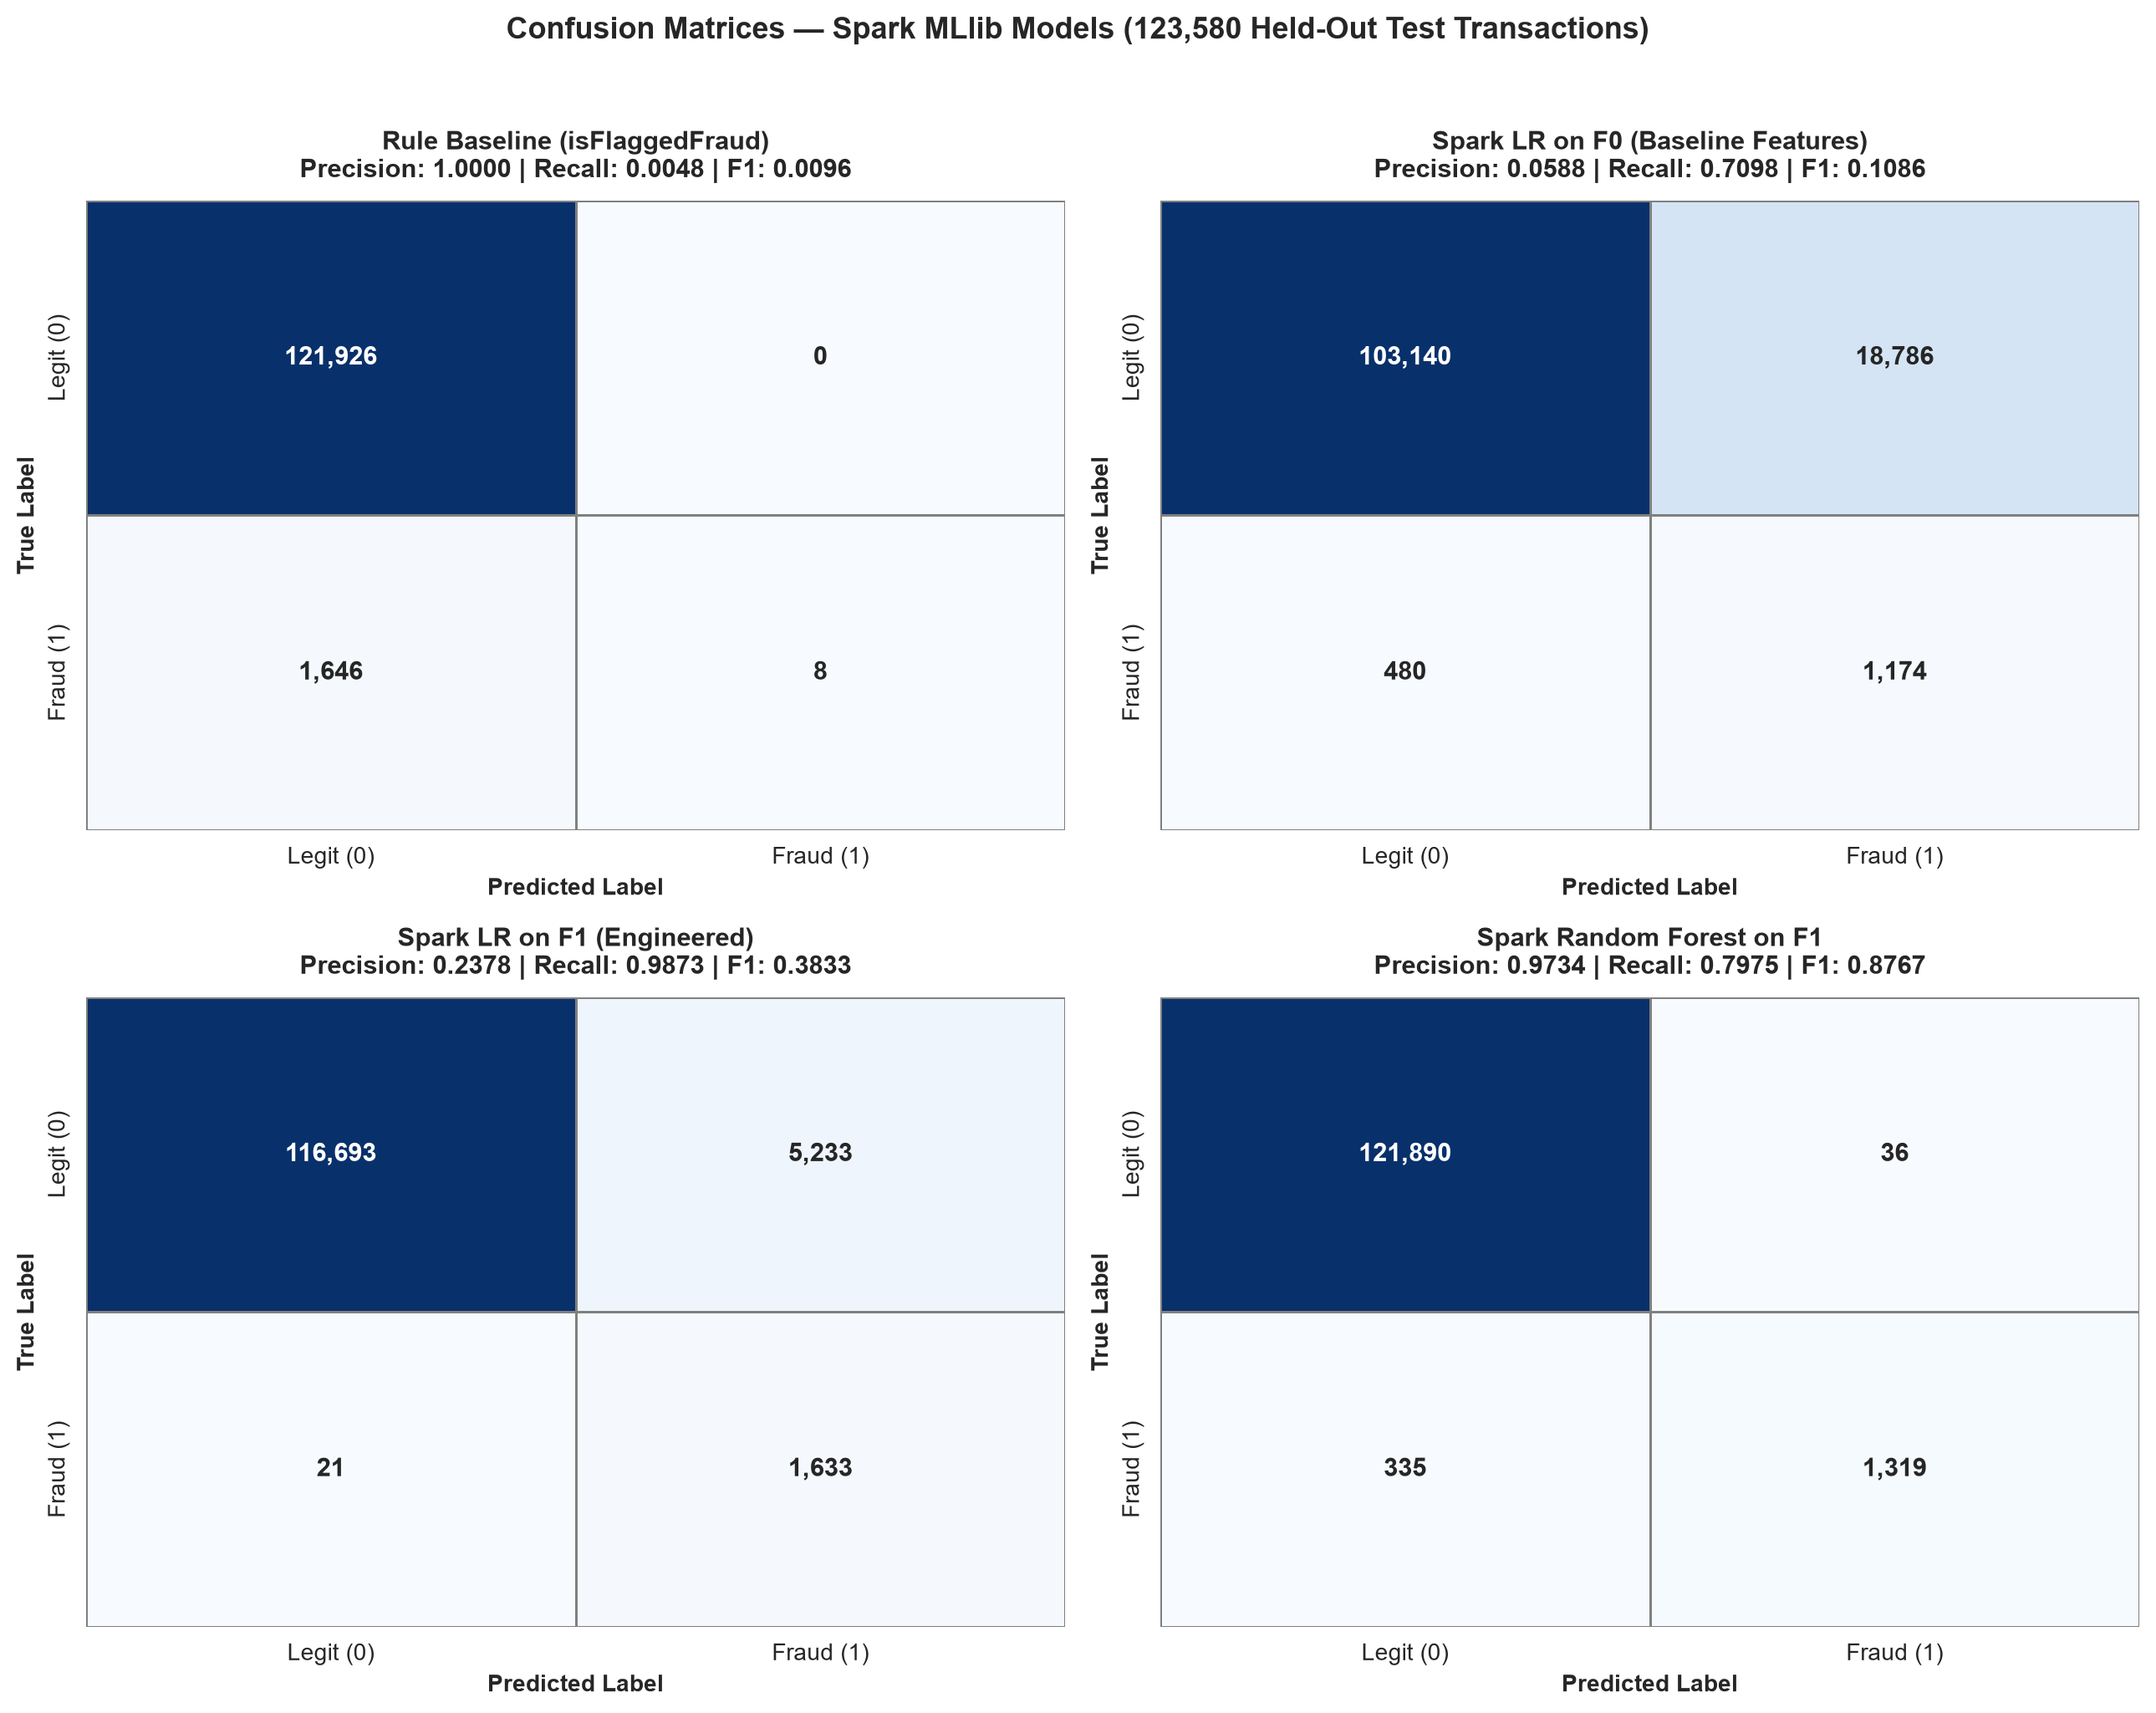 Confusion Matrices — Spark MLlib Models (123,580 Held-Out Test Transactions)
Rule Baseline (isFlaggedFraud)
Precision: 1.0000 | Recall: 0.0048 | F1: 0.0096
True Label
Legit (0)
121,926
0
Fraud (1)
1,646
8
Legit (0)
Fraud (1)
Predicted Label
Spark LR on F0 (Baseline Features)
Precision: 0.0588 | Recall: 0.7098 | F1: 0.1086
True Label
Legit (0)
103,140
18,786
Fraud (1)
480
1,174
Legit (0)
Fraud (1)
Predicted Label
Spark LR on F1 (Engineered)
Precision: 0.2378 | Recall: 0.9873 | F1: 0.3833
True Label
Legit (0)
116,693
5,233
Fraud (1)
21
1,633
Legit (0)
Fraud (1)
Predicted Label
Spark Random Forest on F1
Precision: 0.9734 | Recall: 0.7975 | F1: 0.8767
True Label
Legit (0)
121,890
36
Fraud (1)
335
1,319
Legit (0)
Fraud (1)
Predicted Label